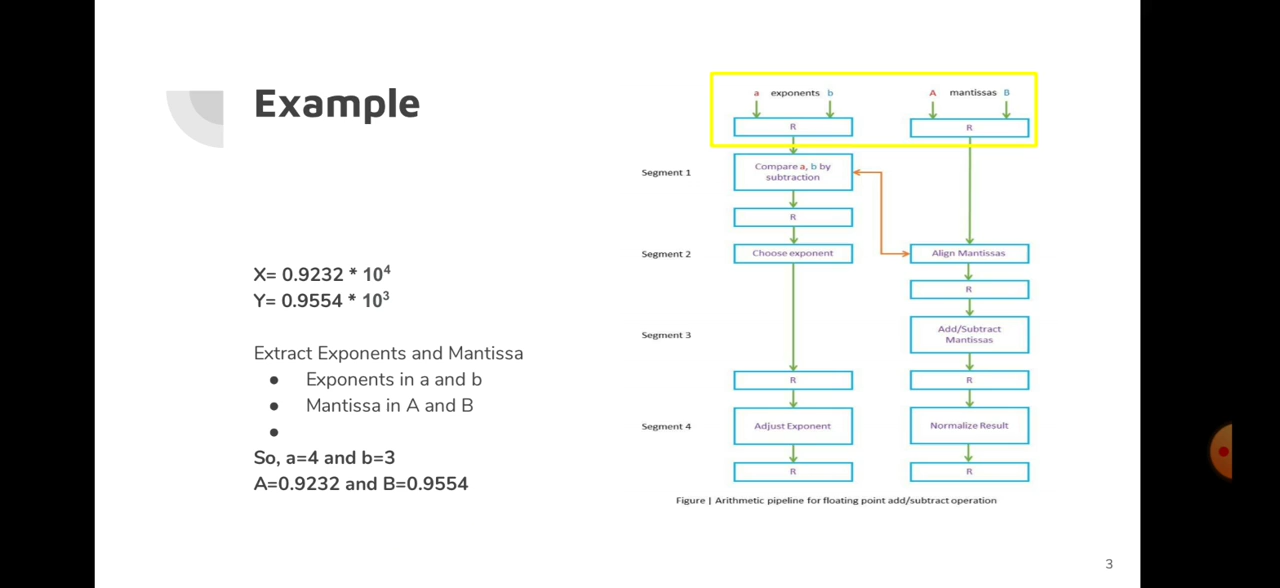 Example
X= 0.9232 * 10⁴
Y= 0.9554 * 10³
Extract Exponents and Mantissa
● Exponents in a and b
● Mantissa in A and B
●
So, a=4 and b=3
A=0.9232 and B=0.9554
a exponents b
A mantissas B
R
R
Segment 1
Compare a, b by
subtraction
R
Segment 2
Choose exponent
Align Mantissas
R
Segment 3
Add/Subtract
Mantissas
R
R
Segment 4
Adjust Exponent
Normalize Result
R
R
Figure | Arithmetic pipeline for floating point add/subtract operation
3